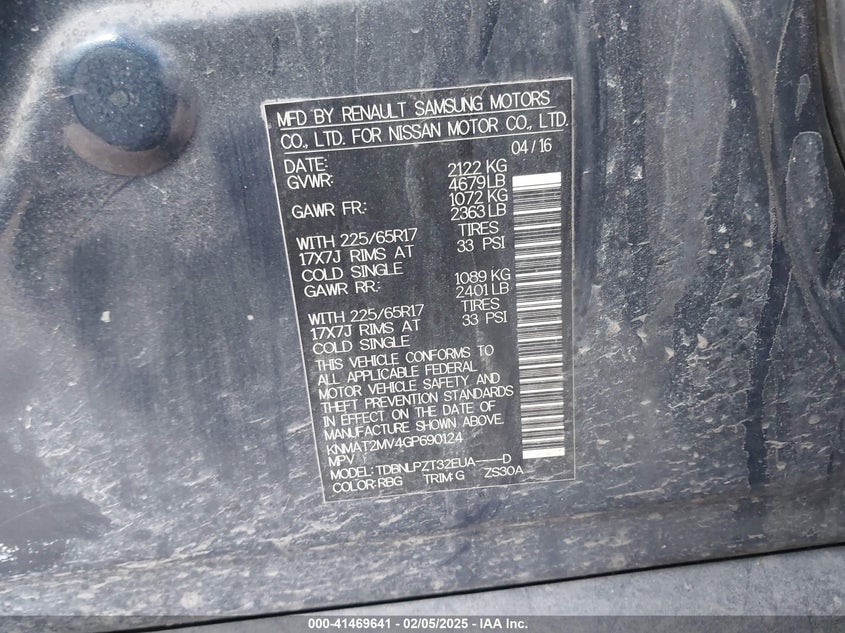 MFD BY RENAULT SAMSUNG MOTORS
CO., LTD. FOR NISSAN MOTOR CO., LTD.
DATE: 04/16
GVWR: 2122 KG
4679 LB
GAWR FR: 1072 KG
2363 LB
WITH 225/65R17 TIRES
17X7J RIMS AT 33 PSI
COLD SINGLE
GAWR RR: 1089 KG
2401 LB
WITH 225/65R17 TIRES
17X7J RIMS AT 33 PSI
COLD SINGLE
THIS VEHICLE CONFORMS TO
ALL APPLICABLE FEDERAL
MOTOR VEHICLE SAFETY AND
THEFT PREVENTION STANDARDS
IN EFFECT ON THE DATE OF
MANUFACTURE SHOWN ABOVE.
KNMAT2MV4GP690124
MPV
MODEL: TDBNLPZT32EUA----D
COLOR: RBG TRIM: G ZS30A
000-41469641 / 02/05/2025 - IAA Inc.